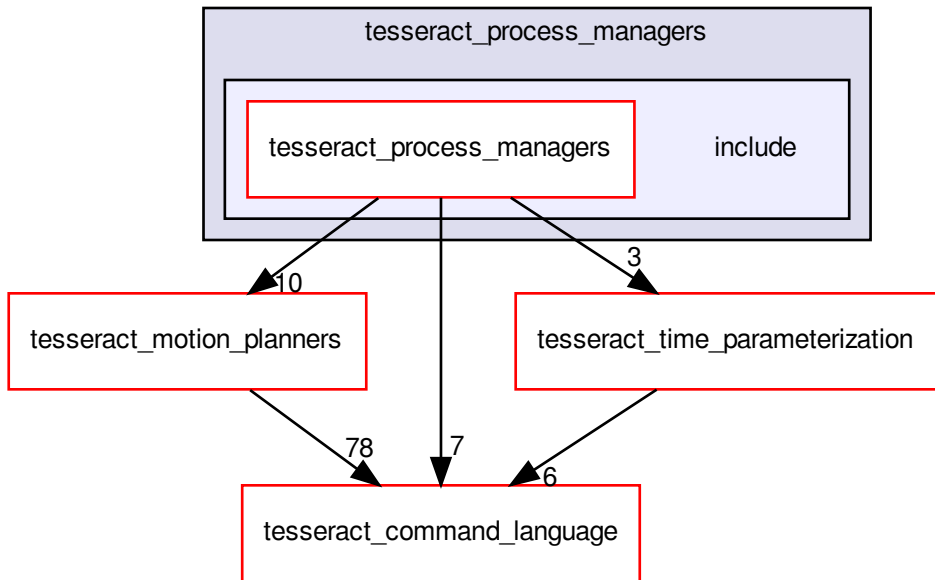 tesseract_process_managers
tesseract_process_managers
include
3
10
tesseract_motion_planners
tesseract_time_parameterization
78
7
6
tesseract_command_language